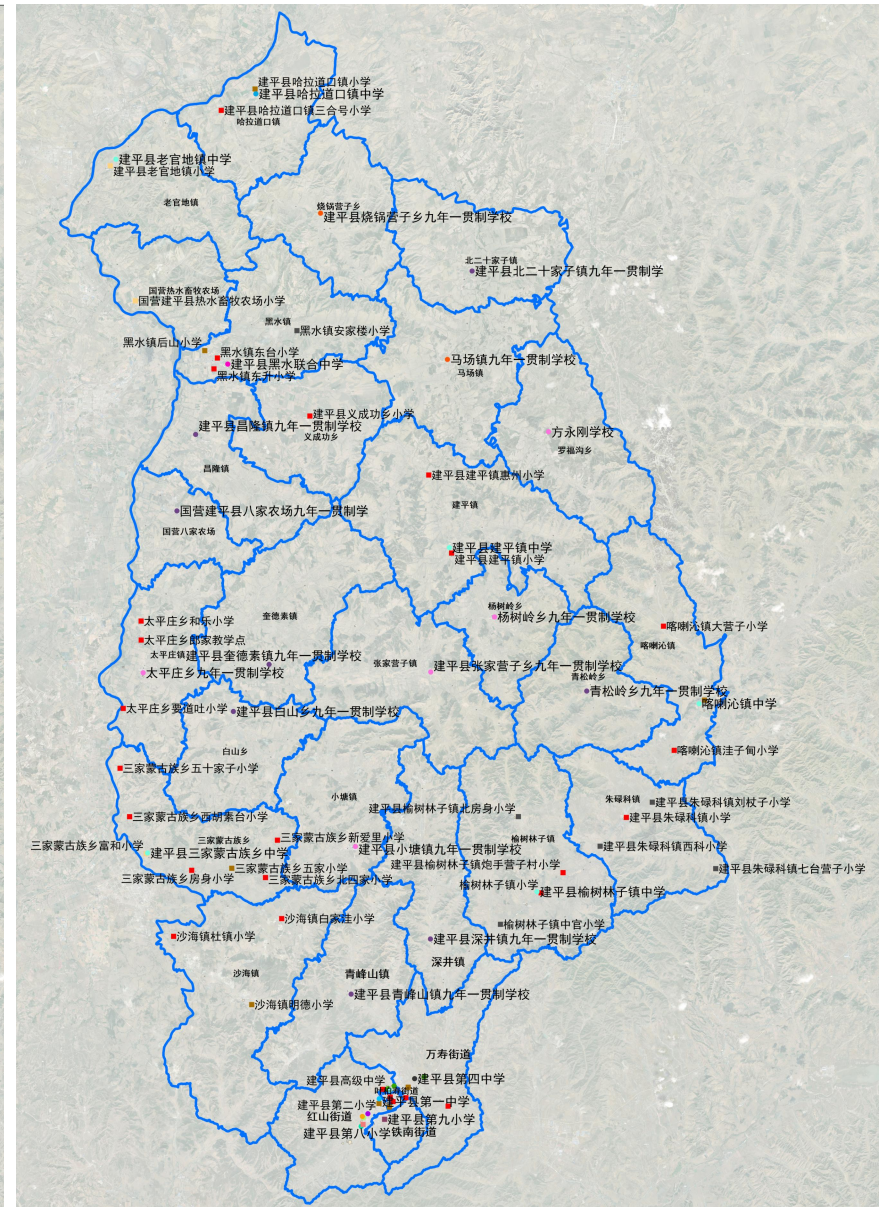 建平县哈拉道口镇小学
建平县哈拉道口镇中学
建平县哈拉道口镇三合号小学
哈拉道口镇
建平县老官地镇中学
建平县老官地镇小学
老官地镇
烧锅营子乡
建平县烧锅营子乡九年一贯制学校
北二十家子镇
建平县北二十家子镇九年一贯制学
国营热水畜牧农场
国营建平县热水畜牧农场小学
黑水镇
黑水镇安家楼小学
黑水镇后山小学
黑水镇东台小学
建平县黑水联合中学
黑水镇东升小学
马场镇九年一贯制学校
马场镇
建平县义成功乡小学
建平县昌隆镇九年一贯制学校
义成功乡
方永刚学校
罗福沟乡
昌隆镇
建平县建平镇惠州小学
建平镇
国营建平县八家农场九年一贯制学
国营八家农场
建平县建平镇中学
建平县建平镇小学
杨树岭乡
杨树岭乡九年一贯制学校
奎德素镇
太平庄乡和乐小学
喀喇沁镇大营子小学
太平庄乡郎家教学点
喀喇沁镇
太平庄镇
建平县奎德素镇九年一贯制学校
张家营子镇
建平县张家营子乡九年一贯制学校
太平庄乡九年一贯制学校
青松岭乡
青松岭乡九年一贯制学校
喀喇沁镇中学
太平庄乡要道吐小学
建平县白山乡九年一贯制学校
白山乡
喀喇沁镇洼子甸小学
三家蒙古族乡五十家子小学
小塘镇
朱碌科镇
建平县朱碌科镇刘杖子小学
建平县榆树林子镇北房身小学
三家蒙古族乡西胡素台小学
建平县朱碌科镇小学
三家蒙古族乡
三家蒙古族乡新爱里小学
榆树林子镇
三家蒙古族乡富和小学
建平县三家蒙古族乡中学
建平县小塘镇九年一贯制学校
建平县朱碌科镇西科小学
建平县榆树林子镇炮手营子村小学
三家蒙古族乡五家小学
建平县朱碌科镇七台营子小学
三家蒙古族乡房身小学
三家蒙古族乡北四家小学
榆树林子镇小学
建平县榆树林子镇中学
沙海镇白家洼小学
榆树林子镇中官小学
沙海镇杜镇小学
建平县深井镇九年一贯制学校
深井镇
沙海镇
青峰山镇
建平县青峰山镇九年一贯制学校
沙海镇明德小学
万寿街道
建平县高级中学
建平县第四中学
建平县第二小学
建平县第一中学
红山街道
建平县第九小学
建平县第八小学
铁南街道